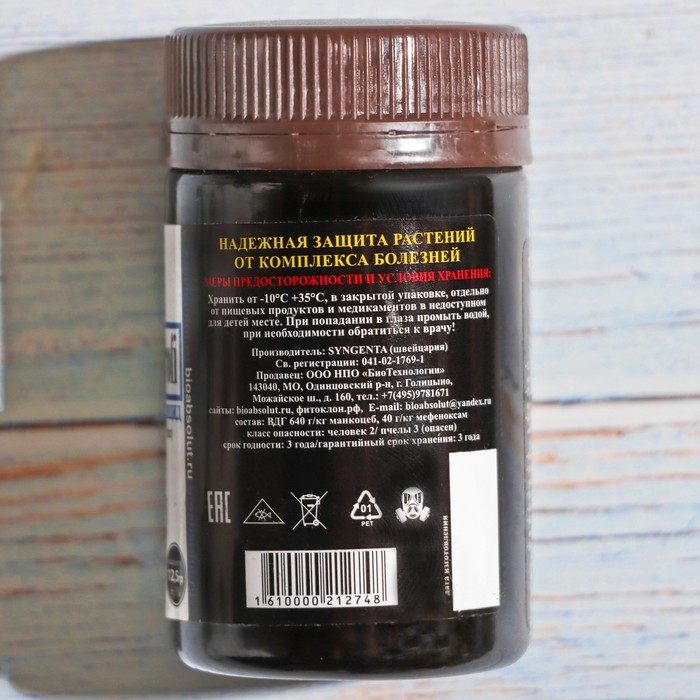 НАДЕЖНАЯ ЗАЩИТА РАСТЕНИЙ
ОТ КОМПЛЕКСА БОЛЕЗНЕЙ
МЕРЫ ПРЕДОСТОРОЖНОСТИ И УСЛОВИЯ ХРАНЕНИЯ:
Хранить от -10°С +35°С, в закрытой упаковке, отдельно
от пищевых продуктов и медикаментов в недоступном
для детей месте. При попадании в глаза промыть водой,
при необходимости обратиться к врачу!
Производитель: SYNGENTA (швейцария)
Св. регистрации: 041-02-1769-1
Продавец: ООО НПО «БиоТехнологии»
143040, МО, Одинцовский р-н, г. Голицыно,
Можайское ш., д. 160, тел.: +7(495)9781671
сайты: bioabsolut.ru, фитоклон.рф, E-mail: bioabsolut@yandex.ru
состав: ВДГ 640 г/кг манкоцеб, 40 г/кг мефеноксам
класс опасности: человек 2/ пчелы 3 (опасен)
срок годности: 3 года/гарантийный срок хранения: 3 года
EAC
01
PET
дата изготовления
1 610000 212748
bioabsolut.ru
12,5гр